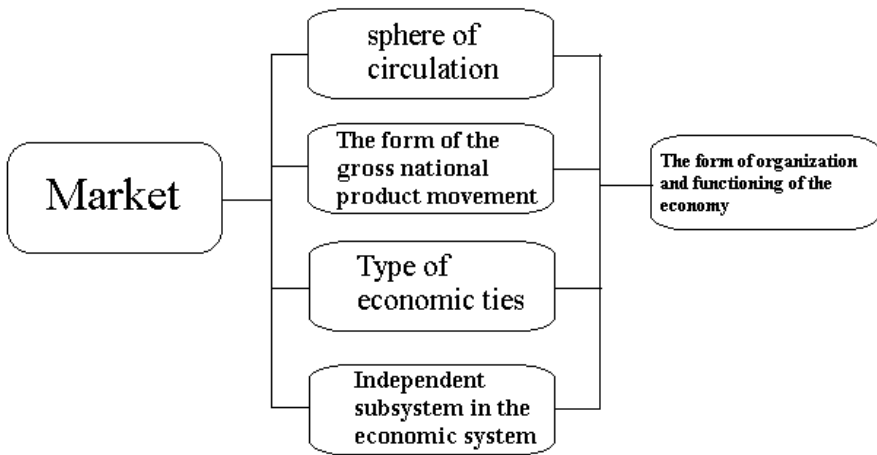 Market
sphere of
circulation
The form of the
gross national
product movement
Type of
economic ties
Independent
subsystem in the
economic system
The form of organization
and functioning of the
economy